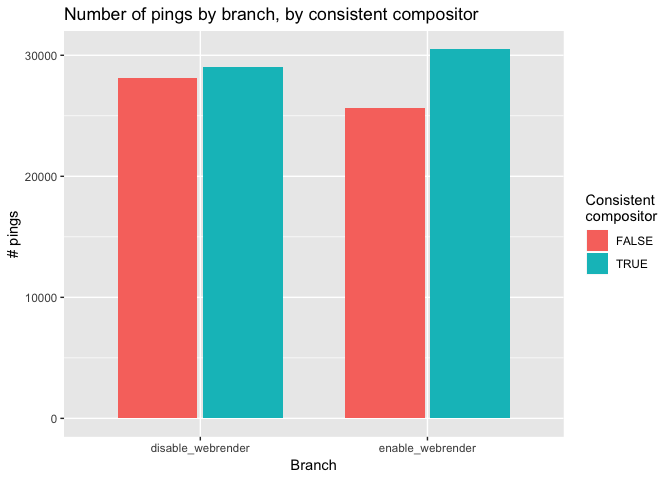 Number of pings by branch, by consistent compositor
30000
20000
10000
0
# pings
disable_webrender
enable_webrender
Branch
Consistent
compositor
FALSE
TRUE